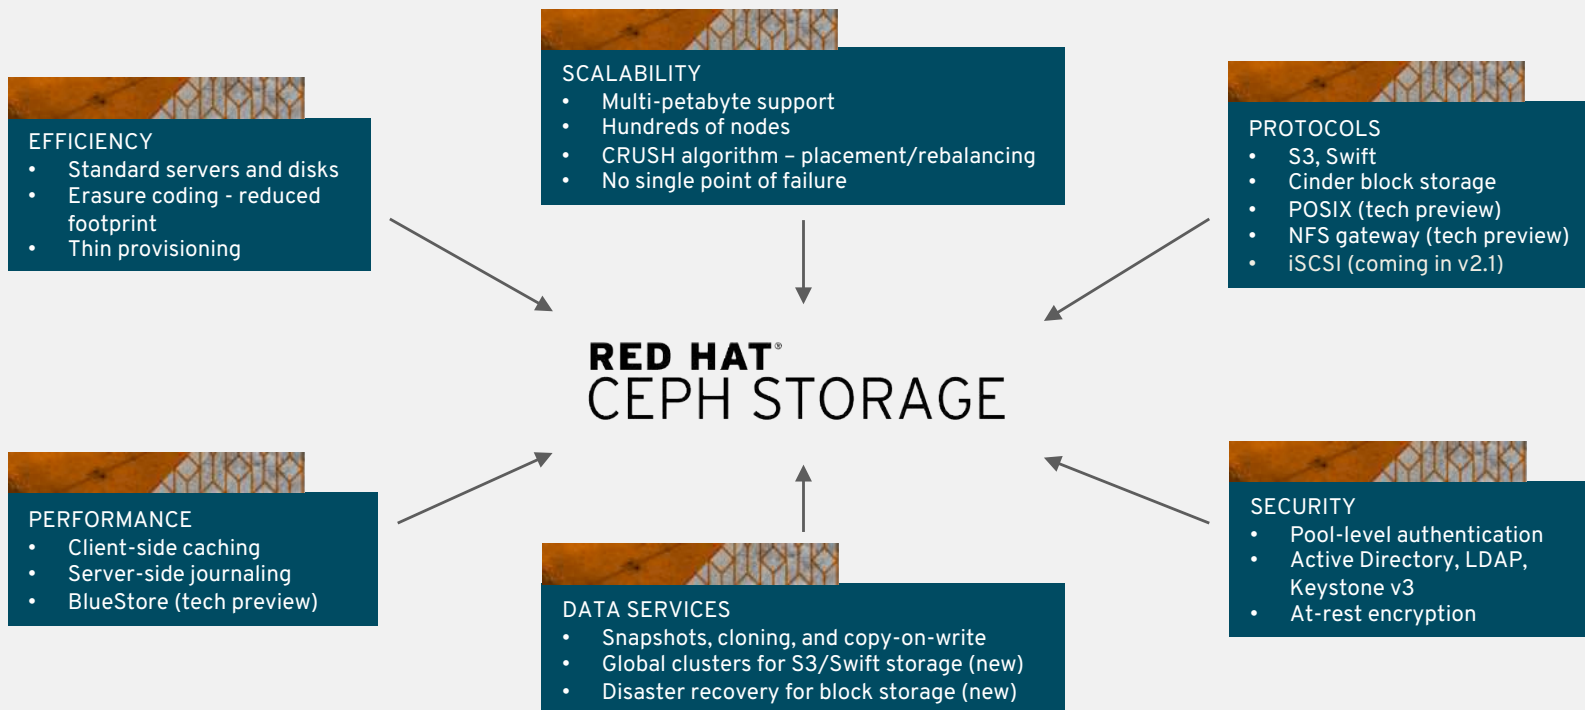 SCALABILITY
• Multi-petabyte support
• Hundreds of nodes
• CRUSH algorithm – placement/rebalancing
• No single point of failure
EFFICIENCY
• Standard servers and disks
• Erasure coding - reduced
footprint
• Thin provisioning
PROTOCOLS
• S3, Swift
• Cinder block storage
• POSIX (tech preview)
• NFS gateway (tech preview)
• iSCSI (coming in v2.1)
RED HAT®
CEPH STORAGE
PERFORMANCE
• Client-side caching
• Server-side journaling
• BlueStore (tech preview)
DATA SERVICES
• Snapshots, cloning, and copy-on-write
• Global clusters for S3/Swift storage (new)
• Disaster recovery for block storage (new)
SECURITY
• Pool-level authentication
• Active Directory, LDAP,
Keystone v3
• At-rest encryption